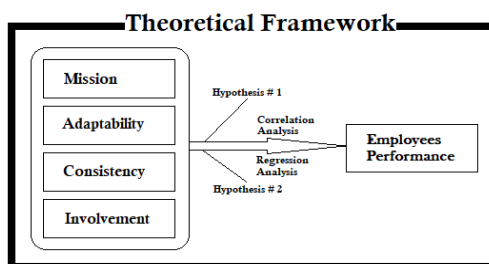 Theoretical Framework
Mission
Adaptability
Consistency
Involvement
Hypothesis # 1
Correlation
Analysis
Regression
Analysis
Hypothesis # 2
Employees
Performance